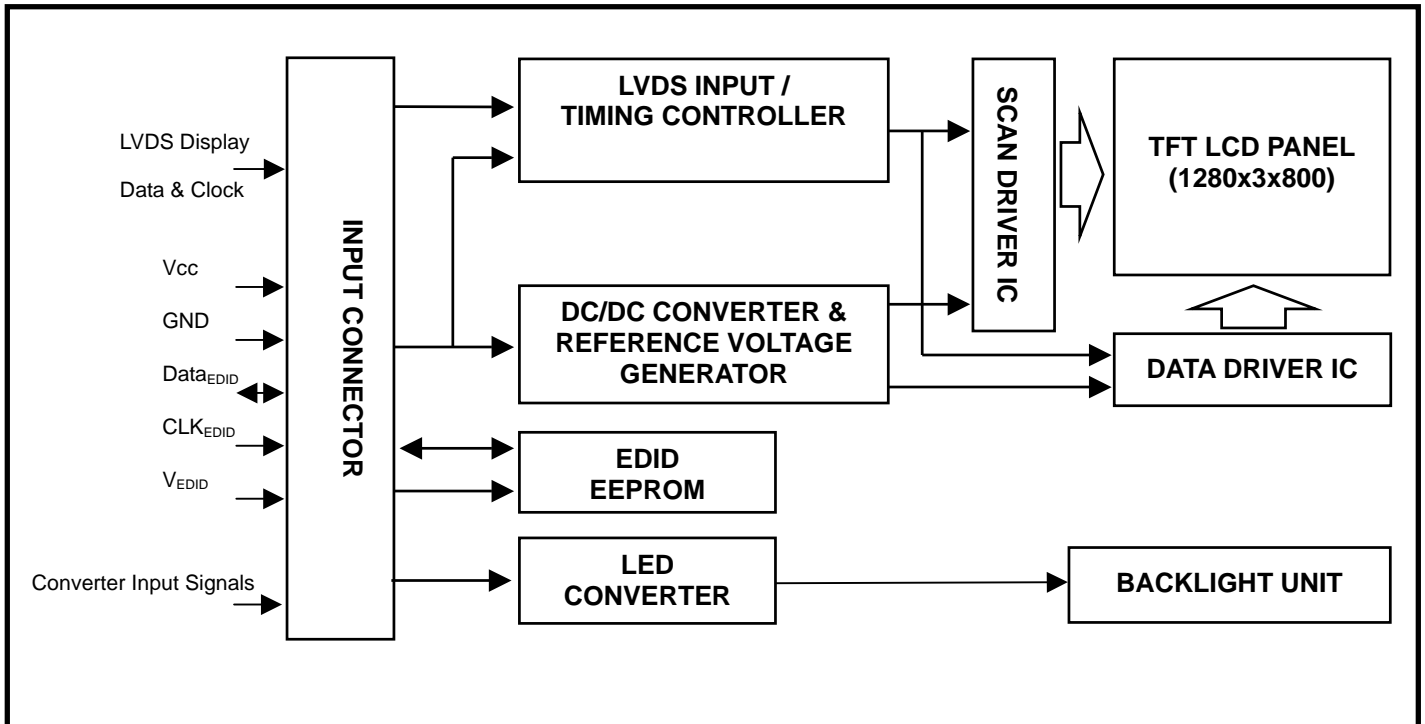 LVDS Display
Data & Clock
Vcc
GND
DataEDID
CLKEDID
VEDID
Converter Input Signals
INPUT CONNECTOR
LVDS INPUT /
TIMING CONTROLLER
DC/DC CONVERTER &
REFERENCE VOLTAGE
GENERATOR
EDID
EEPROM
LED
CONVERTER
SCAN DRIVER IC
TFT LCD PANEL
(1280x3x800)
DATA DRIVER IC
BACKLIGHT UNIT